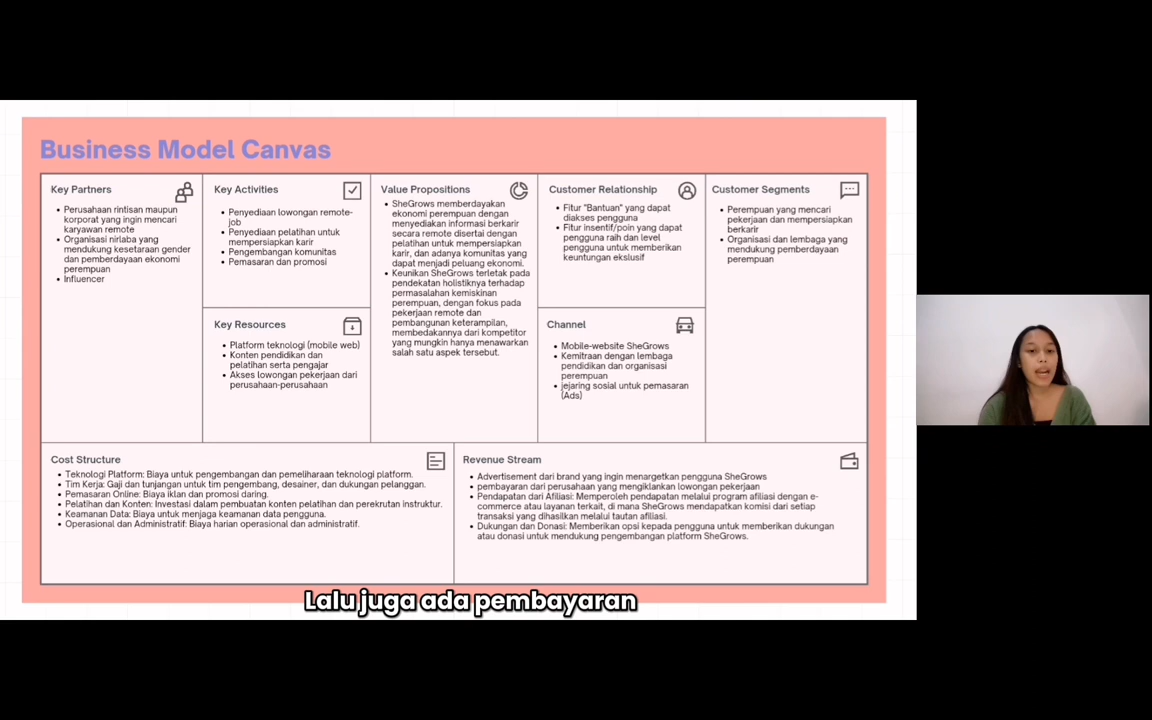 Business Model Canvas
Key Partners
Perusahaan rintisan maupun
korporat yang ingin mencari
karyawan remote
Organisasi nirlaba yang
mendukung kesetaraan gender
dan pemberdayaan ekonomi
perempuan
Influencer
Key Activities
Penyediaan lowongan remote-
job
Penyediaan pelatihan untuk
mempersiapkan karir
Pengembangan komunitas
Pemasaran dan promosi
Key Resources
Platform teknologi (mobile web)
Konten pendidikan dan
pelatihan serta pengajar
Akses lowongan pekerjaan dari
perusahaan-perusahaan
Value Propositions
SheGrows memberdayakan
ekonomi perempuan dengan
menyediakan informasi berkarir
secara remote disertai dengan
pelatihan untuk mempersiapkan
karir, dan adanya komunitas yang
dapat menjadi peluang ekonomi.
Keunikan SheGrows terletak pada
pendekatan holistiknya terhadap
permasalahan kemiskinan
perempuan, dengan fokus pada
pekerjaan remote dan
pembangunan keterampilan,
membedakannya dari kompetitor
yang mungkin hanya menawarkan
salah satu aspek tersebut.
Customer Relationship
Fitur "Bantuan" yang dapat
diakses pengguna
Fitur insentif/poin yang dapat
pengguna raih dan level
pengguna untuk memberikan
keuntungan ekslusif
Channel
Mobile-website SheGrows
Kemitraan dengan lembaga
pendidikan dan organisasi
perempuan
jejaring sosial untuk pemasaran
(Ads)
Customer Segments
Perempuan yang mencari
pekerjaan dan mempersipkan
berkarir
Organisasi dan lembaga yang
mendukung pemberdayaan
perempuan
Cost Structure
Teknologi Platform: Biaya untuk pengembangan dan pemeliharaan teknologi platform.
Tim Kerja: Gaji dan tunjangan untuk tim pengembang, desainer, dan dukungan pelanggan.
Pemasaran Online: Biaya iklan dan promosi daring.
Pelatihan dan Konten: Investasi dalam pembuatan konten pelatihan dan perekrutan instruktur.
Keamanan Data: Biaya untuk menjaga keamanan data pengguna.
Operasional dan Administratif: Biaya harian operasional dan administratif.
Revenue Stream
Advertisement dari brand yang ingin menargetkan pengguna SheGrows
pembayaran dari perusahaan yang mengiklankan lowongan pekerjaan
Pendapatan dari Afiliasi: Memperoleh pendapatan melalui program afiliasi dengan e-
commerce atau layanan terkait, di mana SheGrows mendapatkan komisi dari setiap
transaksi yang dihasilkan melalui tautan afiliasi.
Dukungan dan Donasi: Memberikan opsi kepada pengguna untuk memberikan dukungan
atau donasi untuk mendukung pengembangan platform SheGrows.
Lalu juga ada pembayaran